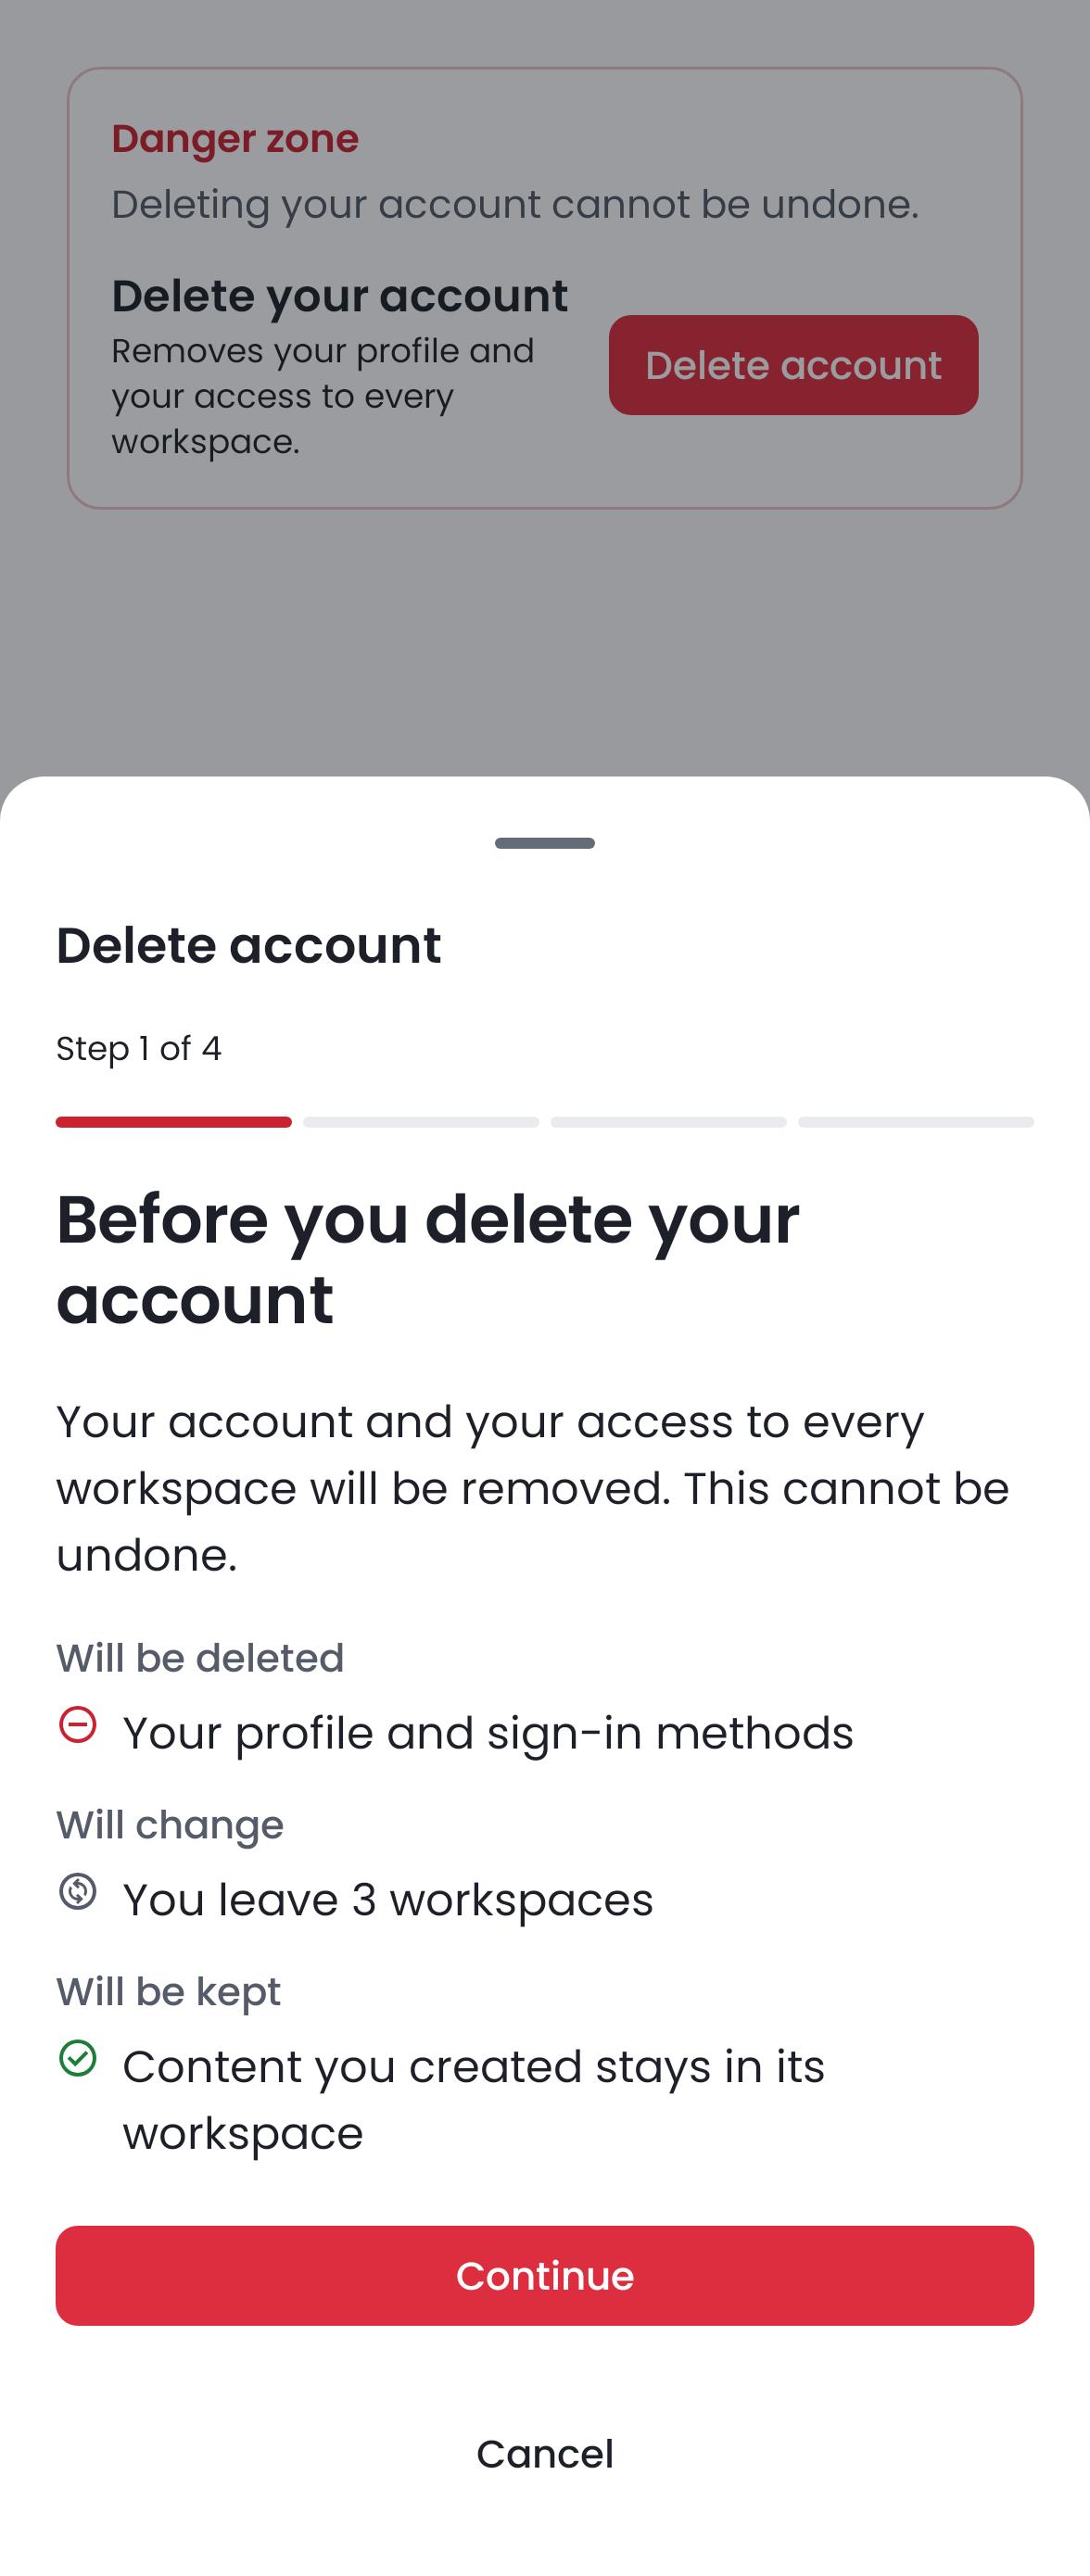 Danger zone
Deleting your account cannot be undone.
Delete your account
Removes your profile and
your access to every
workspace.
Delete account
Delete account
Step 1 of 4
Before you delete your
account
Your account and your access to every
workspace will be removed. This cannot be
undone.
Will be deleted
Your profile and sign-in methods
Will change
You leave 3 workspaces
Will be kept
Content you created stays in its
workspace
Continue
Cancel